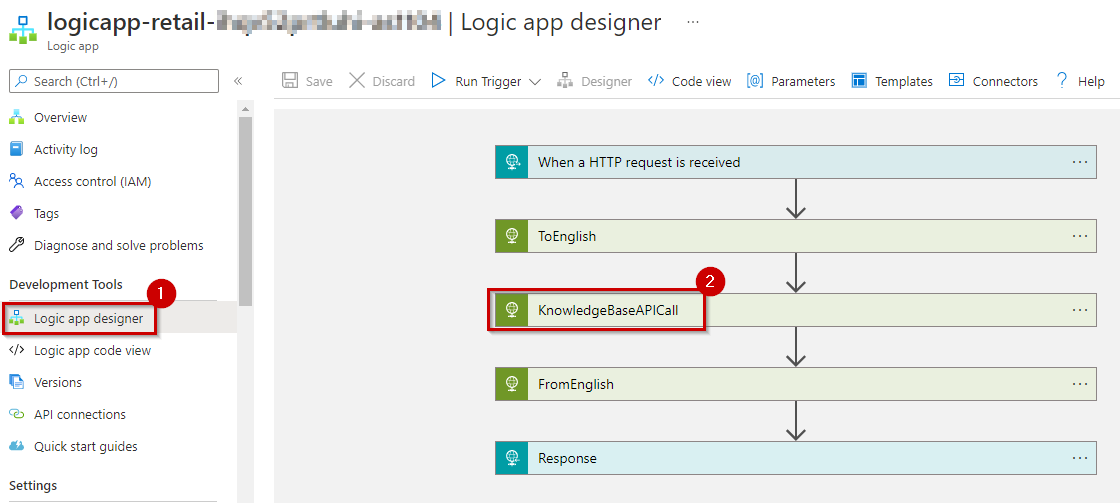 logicapp-retail- | Logic app designer ...
Logic app
Search (Ctrl+/) «
Save Discard Run Trigger Designer Code view Parameters Templates Connectors Help
Overview
Activity log
Access control (IAM)
Tags
Diagnose and solve problems
Development Tools
1
Logic app designer
Logic app code view
Versions
API connections
Quick start guides
Settings
When a HTTP request is received ...
ToEnglish ...
2
KnowledgeBaseAPICall ...
FromEnglish ...
Response ...